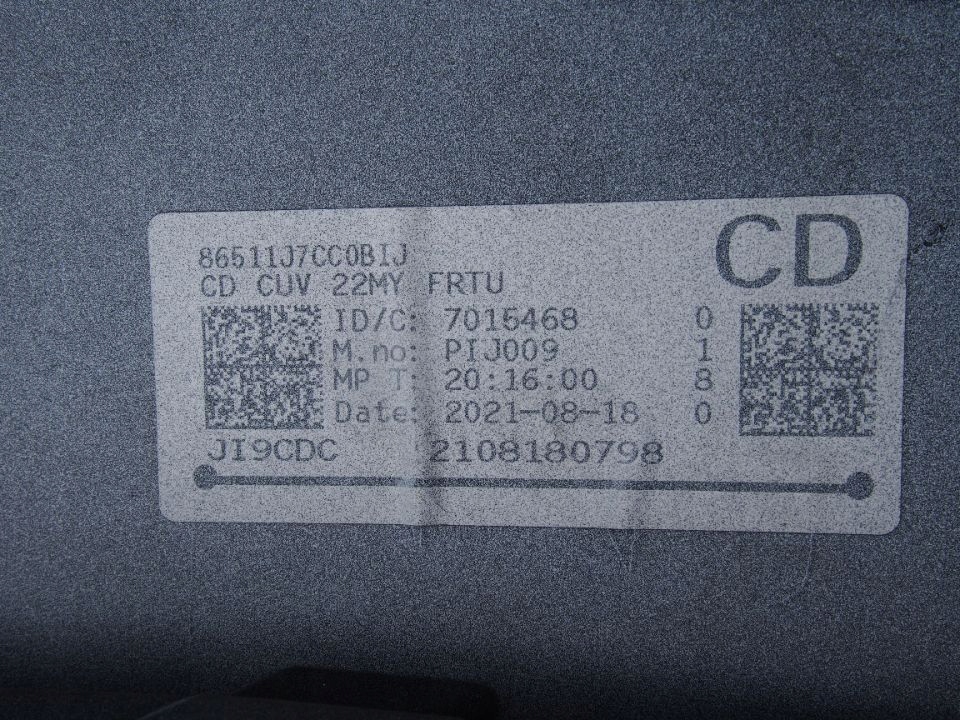 CD
86511J7CC0BIJ
CD CUV 22MY FRTU
ID/C: 7015468 0
M.no: PIJ009 1
MP T: 20:16:00 8
Date: 2021-08-18 0
JI9CDC 2108180798